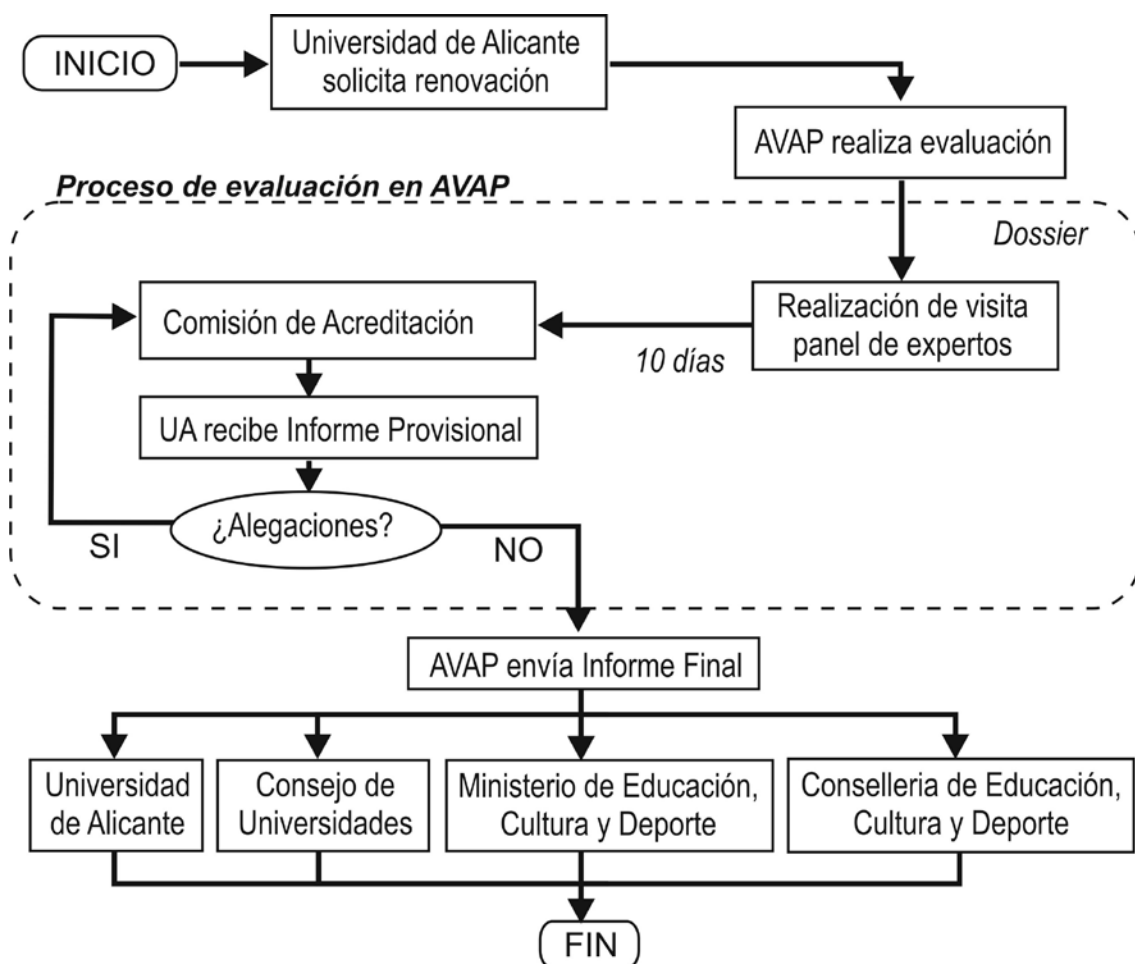 INICIO
Universidad de Alicante
solicita renovación
AVAP realiza evaluación
Proceso de evaluación en AVAP
Dossier
Realización de visita
panel de expertos
10 días
Comisión de Acreditación
UA recibe Informe Provisional
¿Alegaciones?
SI
NO
AVAP envía Informe Final
Universidad
de Alicante
Consejo de
Universidades
Ministerio de Educación,
Cultura y Deporte
Conselleria de Educación,
Cultura y Deporte
FIN